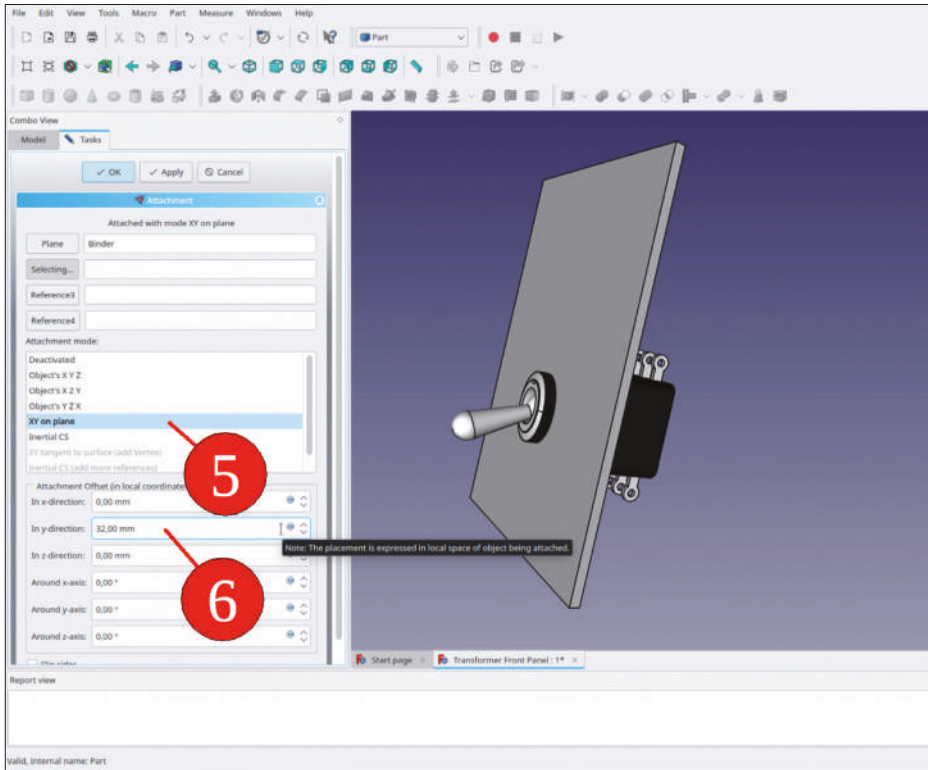 File Edit View Tools Macro Part Measure Windows Help
Part
Combo View
Model Tasks
OK Apply Cancel
Attachment
Attached with mode XY on plane
Plane Binder
Selecting...
Reference3
Reference4
Attachment mode:
Deactivated
Object's X Y Z
Object's X Z Y
Object's Y Z X
XY on plane
Inertial CS
XY tangent to surface (add Vertex)
Inertial CS (add more references)
5
Attachment Offset (in local coordinate
In x-direction: 0,00 mm
In y-direction: 32,00 mm
Note: The placement is expressed in local space of object being attached.
In z-direction: 0,00 mm
Around x-axis: 0,00 °
6
Around y-axis: 0,00 °
Around z-axis: 0,00 °
Flip sides
Start page Transformer Front Panel : 1*
Report view
Valid, Internal name: Part